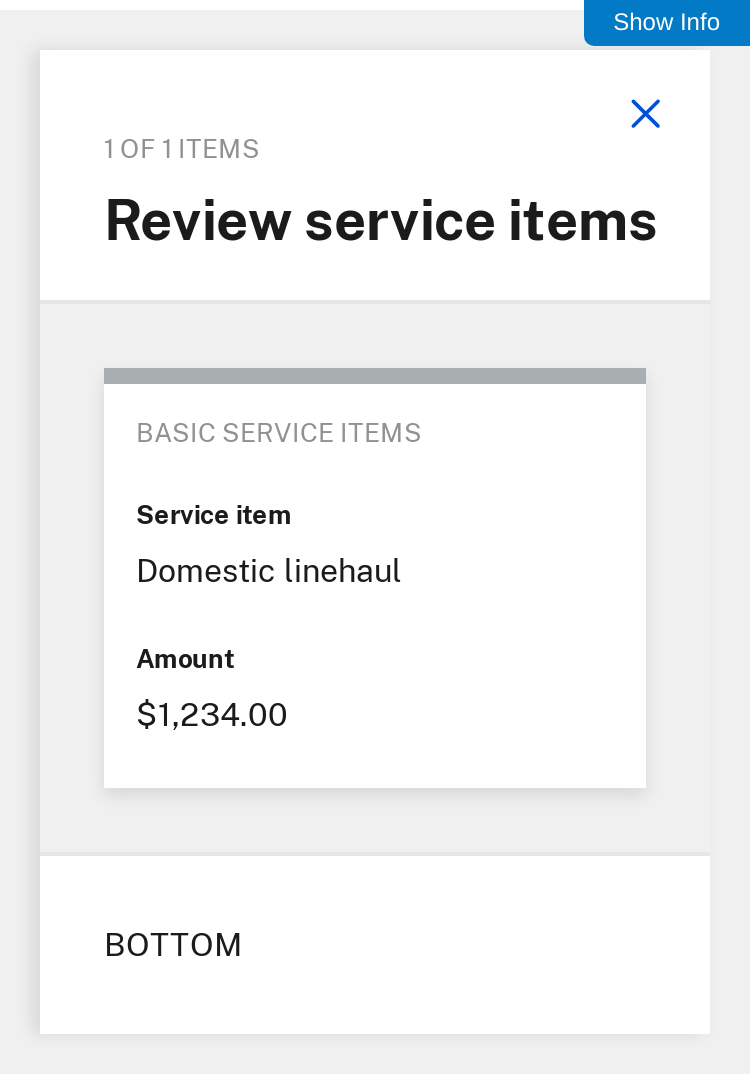 Show Info
1 OF 1 ITEMS
Review service items
BASIC SERVICE ITEMS
Service item
Domestic linehaul
Amount
$1,234.00
BOTTOM